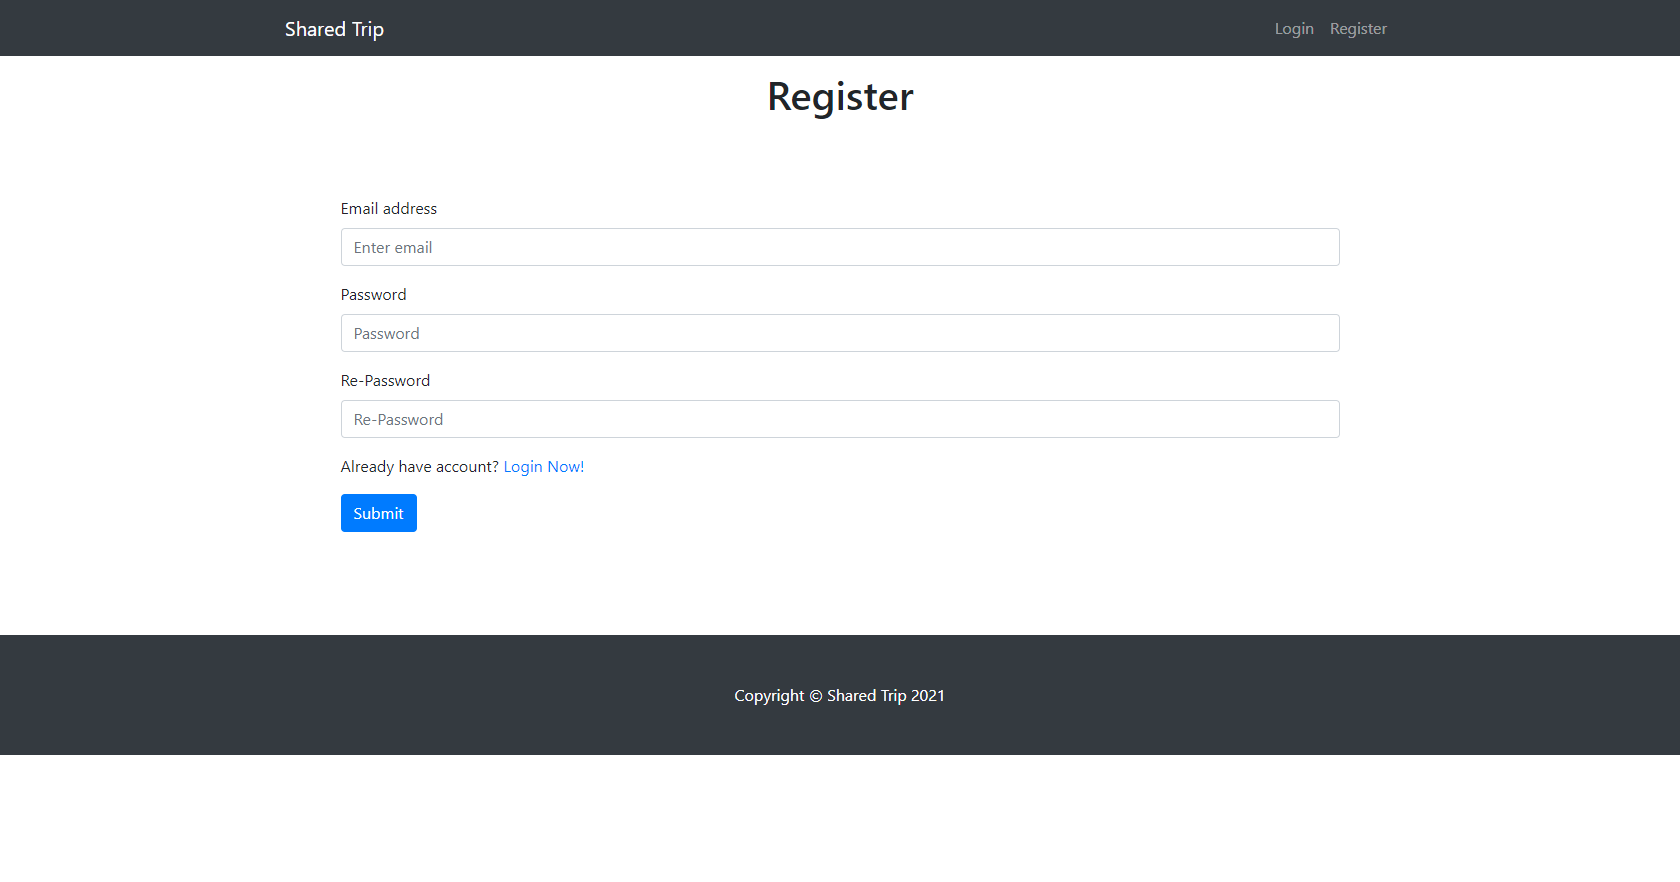 Shared Trip
Login Register
Register
Email address
Enter email
Password
Password
Re-Password
Re-Password
Already have account? Login Now!
Submit
Copyright © Shared Trip 2021